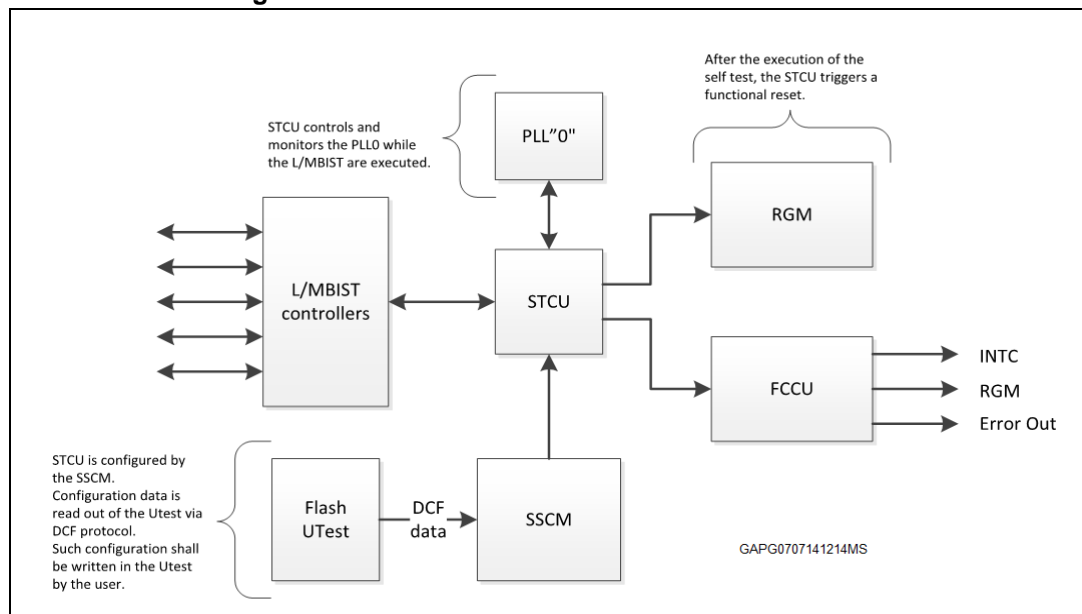 After the execution of the
self test, the STCU triggers a
functional reset.
STCU controls and
monitors the PLL0 while
the L/MBIST are executed.
PLL”0"
RGM
L/MBIST
controllers
STCU
INTC
FCCU
RGM
Error Out
STCU is configured by
the SSCM.
Configuration data is
read out of the Utest via
DCF protocol.
Such configuration shall
be written in the Utest
by the user.
Flash
UTest
DCF
data
SSCM
GAPG0707141214MS